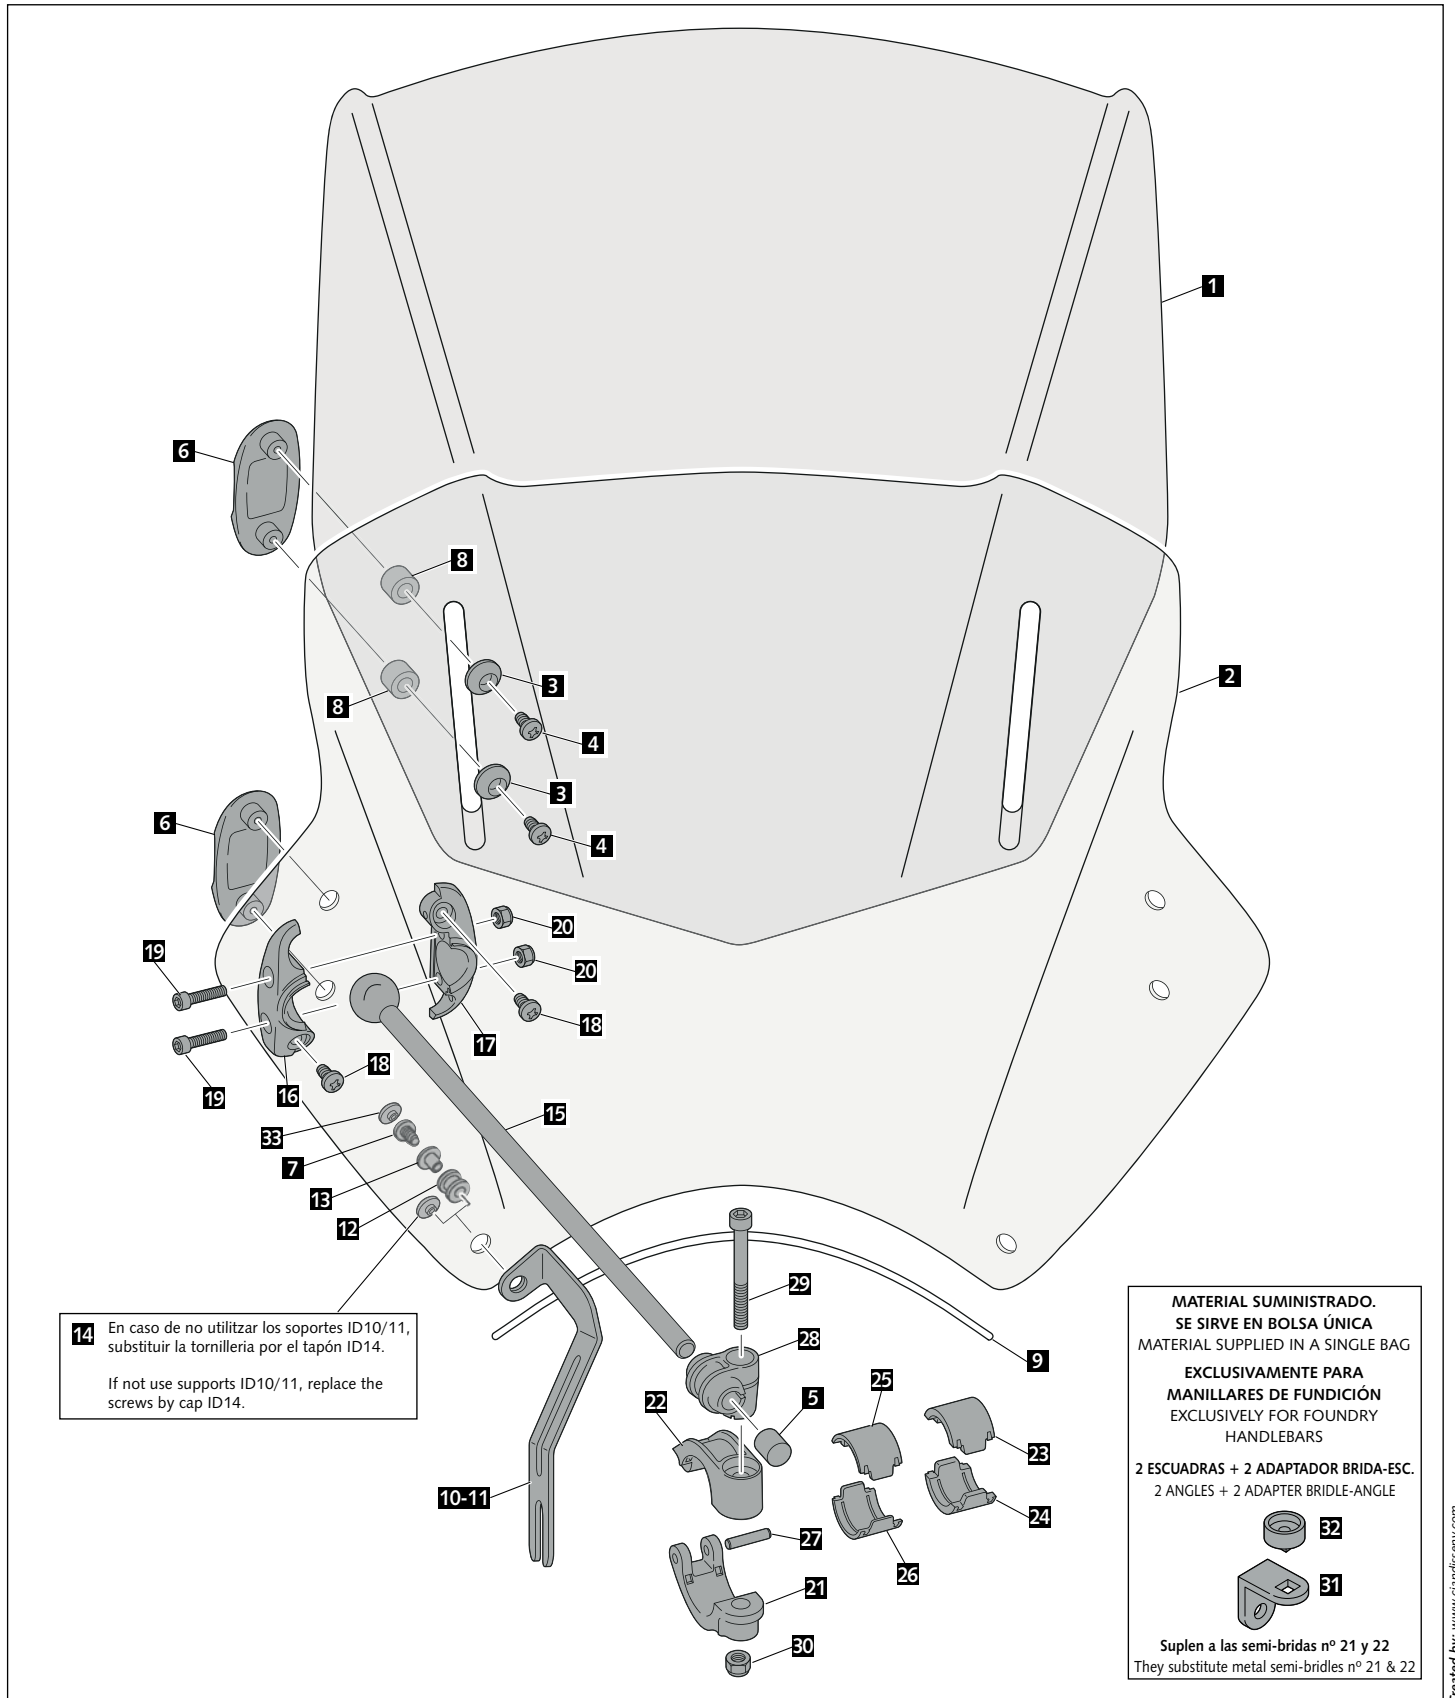 1
6
8
2
3
8
4
3
6
4
20
19
20
18
17
18
16
19
15
33
7
13
12
29
14 En caso de no utilitzar los soportes ID10/11,
substituir la tornilleria por el tapón ID14.
If not use supports ID10/11, replace the
screws by cap ID14.
28
9
25
22
5
23
10-11
24
27
26
21
30
MATERIAL SUMINISTRADO.
SE SIRVE EN BOLSA ÚNICA
MATERIAL SUPPLIED IN A SINGLE BAG
EXCLUSIVAMENTE PARA
MANILLARES DE FUNDICIÓN
EXCLUSIVELY FOR FOUNDRY
HANDLEBARS
2 ESCUADRAS + 2 ADAPTADOR BRIDA-ESC.
2 ANGLES + 2 ADAPTER BRIDLE-ANGLE
32
31
Suplen a las semi-bridas nº 21 y 22
They substitute metal semi-bridles nº 21 & 22